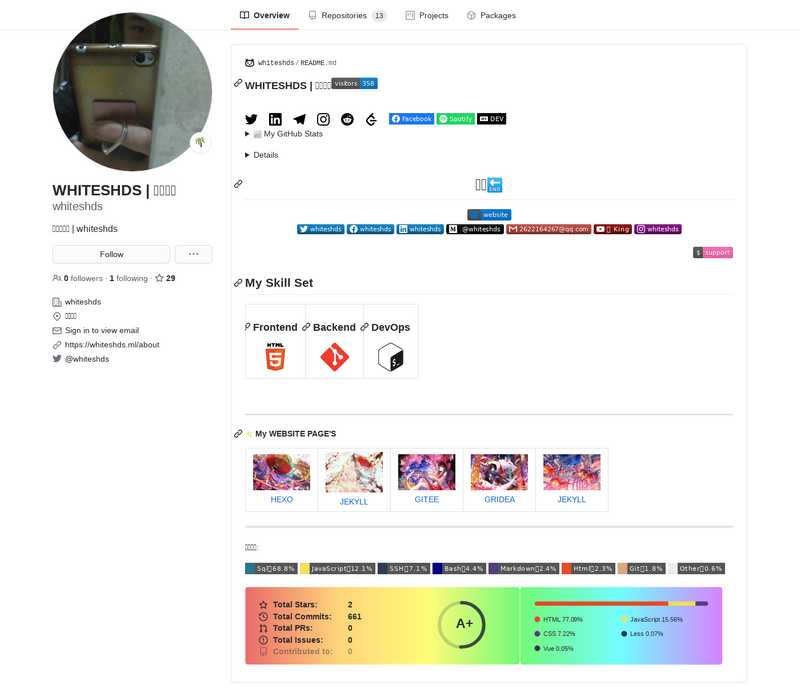 Overview
Repositories 13
Projects
Packages
WHITESHDS |
whiteshds
| whiteshds
Follow
0 followers · 1 following · 29
whiteshds
Sign in to view email
https://whiteshds.ml/about
@whiteshds
whiteshds/README.md
WHITESHDS | visitors 358
Facebook Spotify DEV
My GitHub Stats
Details
END
website
whiteshds whiteshds whiteshds @whiteshds 2622164267@qq.com King whiteshds
$ support
My Skill Set
Frontend Backend DevOps
HTML
5
$_
My WEBSITE PAGE'S
HEXO JEKYLL GITEE GRIDEA JEKYLL
Sql 68.8% JavaScript 12.1% SSH 7.1% Bash 4.4% Markdown 2.4% Html 2.3% Git 1.8% Other 0.6%
Total Stars: 2
Total Commits: 661
Total PRs: 0
Total Issues: 0
Contributed to: 0
A+
HTML 77.09% JavaScript 15.56%
CSS 7.22% Less 0.07%
Vue 0.05%